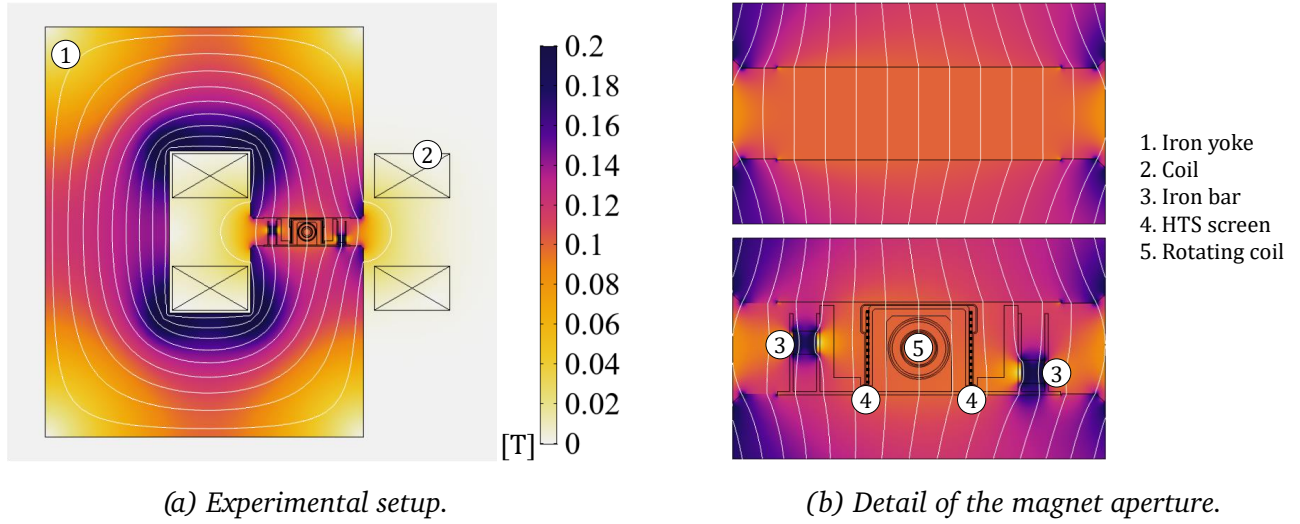 1
2
0.2
0.18
0.16
0.14
0.12
0.1
0.08
0.06
0.04
0.02
0
[T]
3
5
3
4
4
1. Iron yoke
2. Coil
3. Iron bar
4. HTS screen
5. Rotating coil
(a) Experimental setup.
(b) Detail of the magnet aperture.